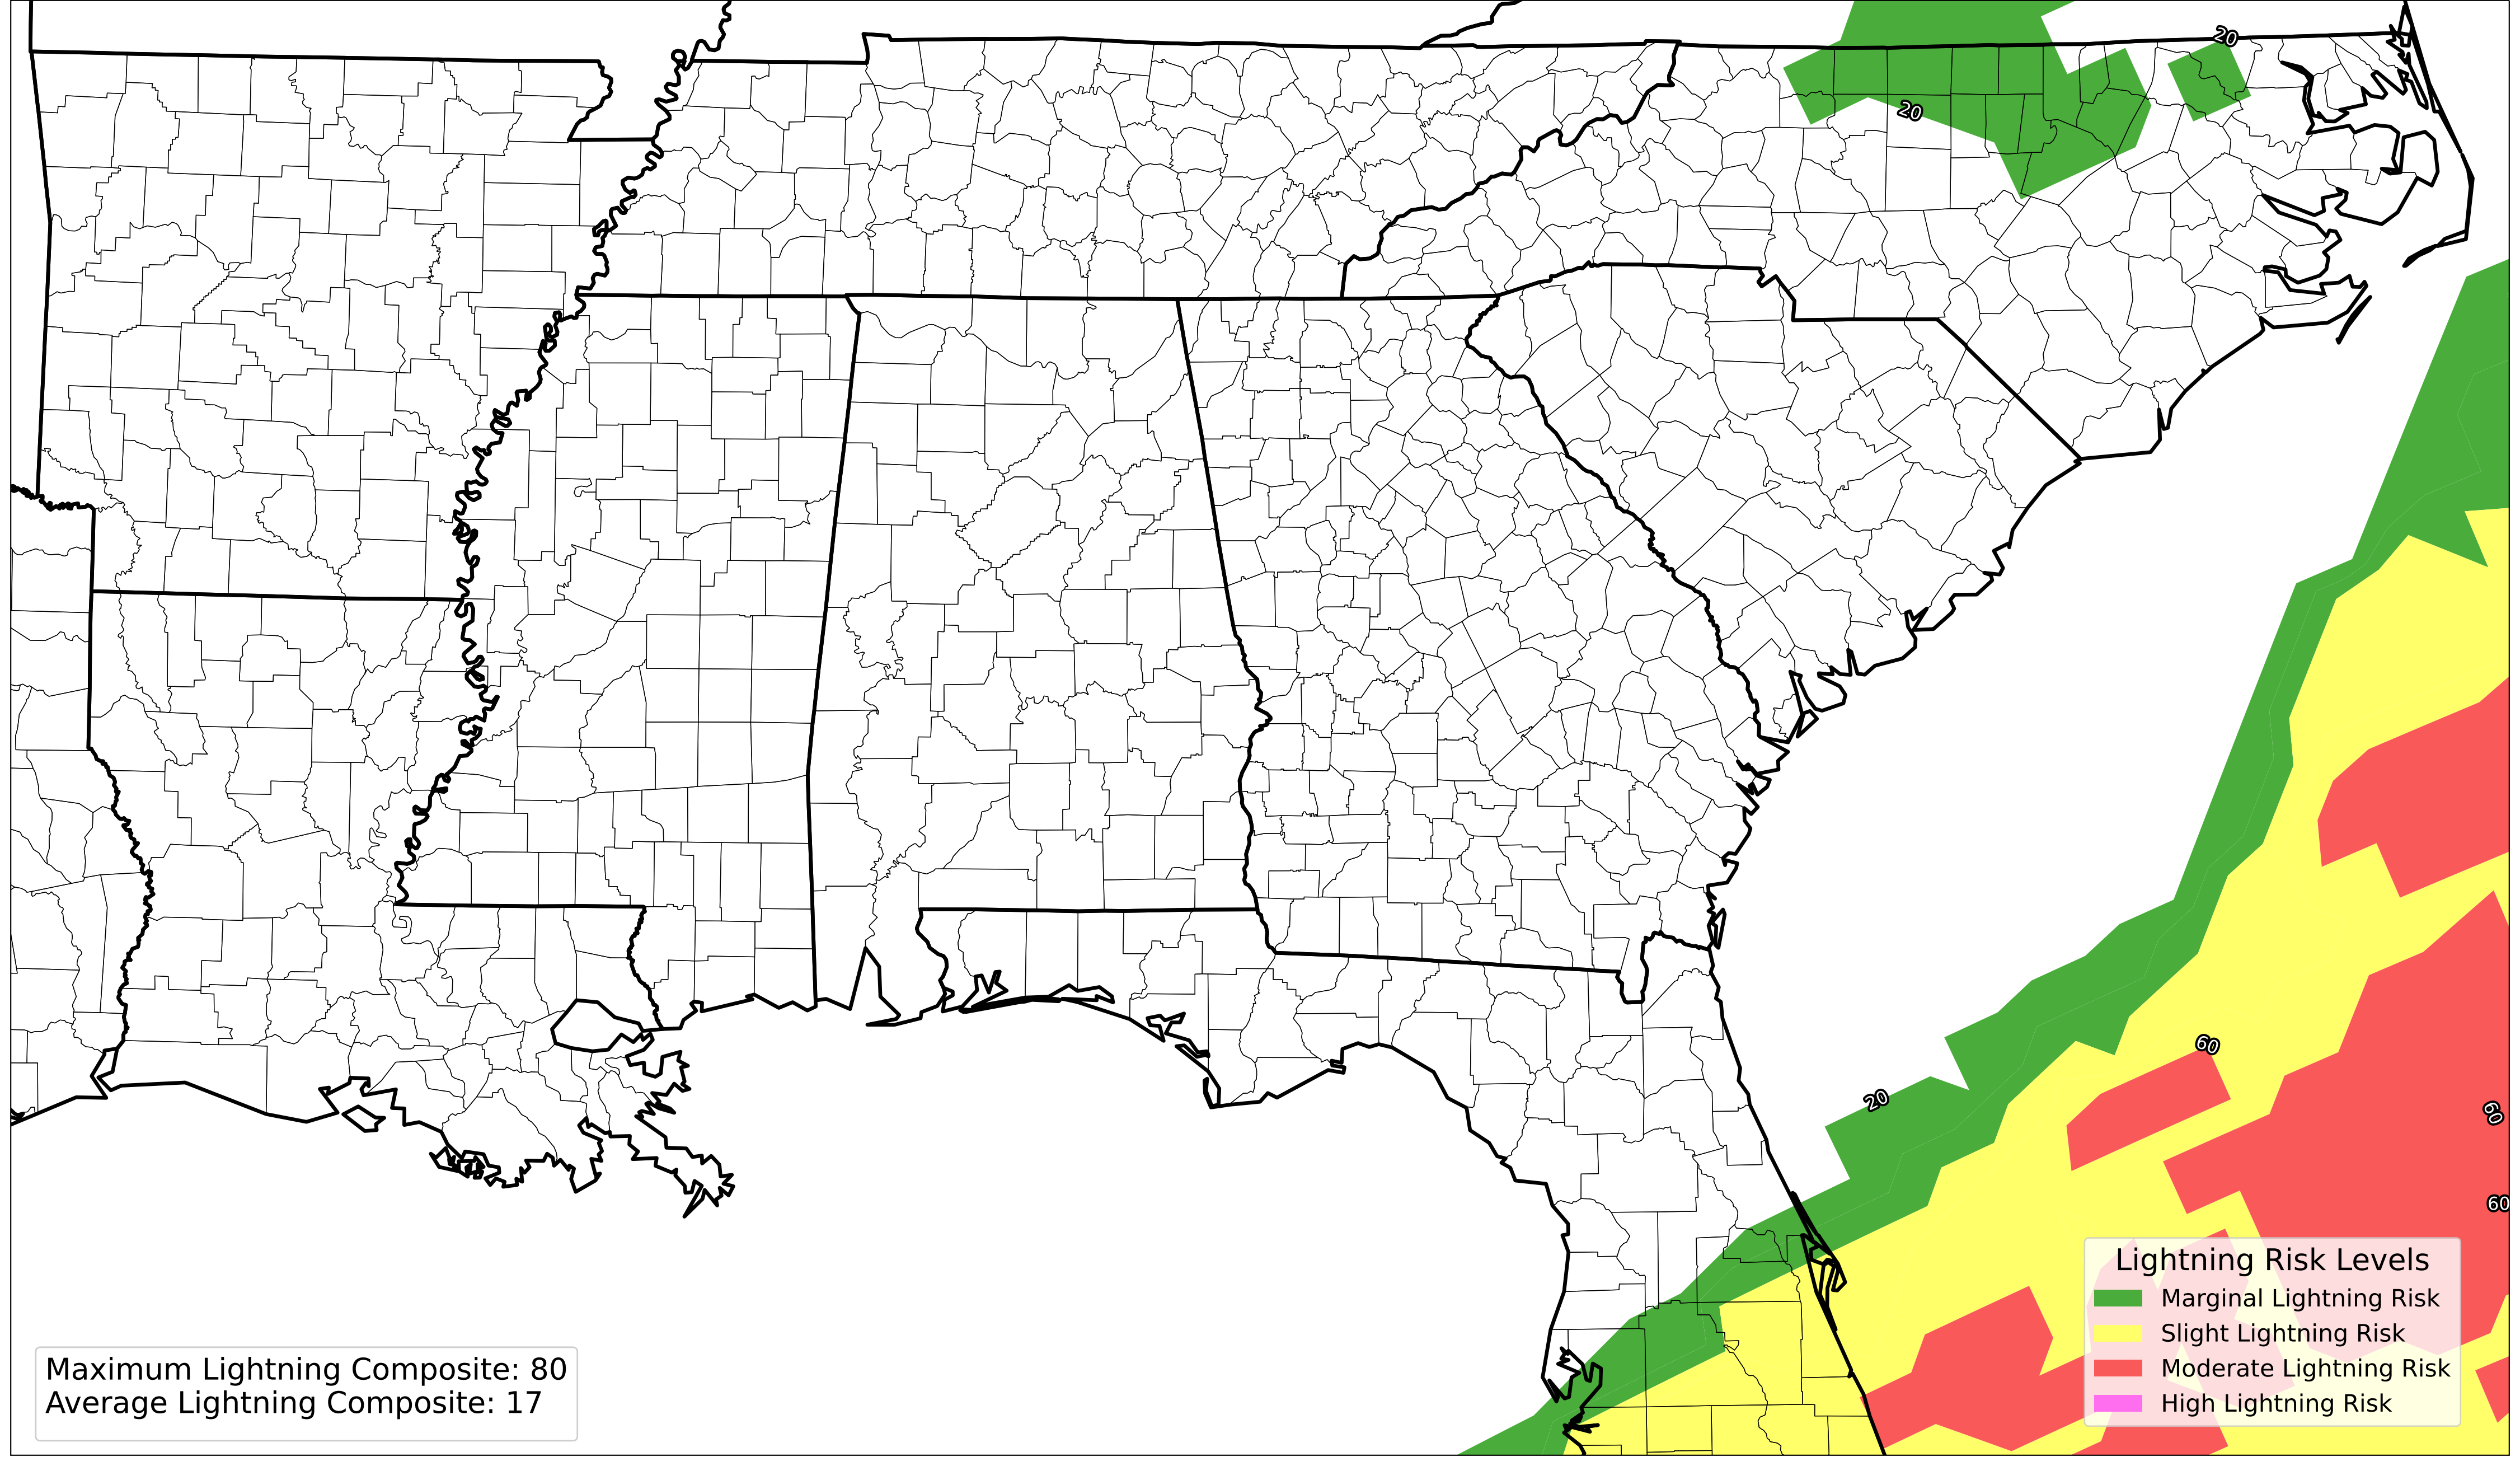 20
20
60
20
60
60
Lightning Risk Levels
Marginal Lightning Risk
Slight Lightning Risk
Moderate Lightning Risk
High Lightning Risk
Maximum Lightning Composite: 80
Average Lightning Composite: 17